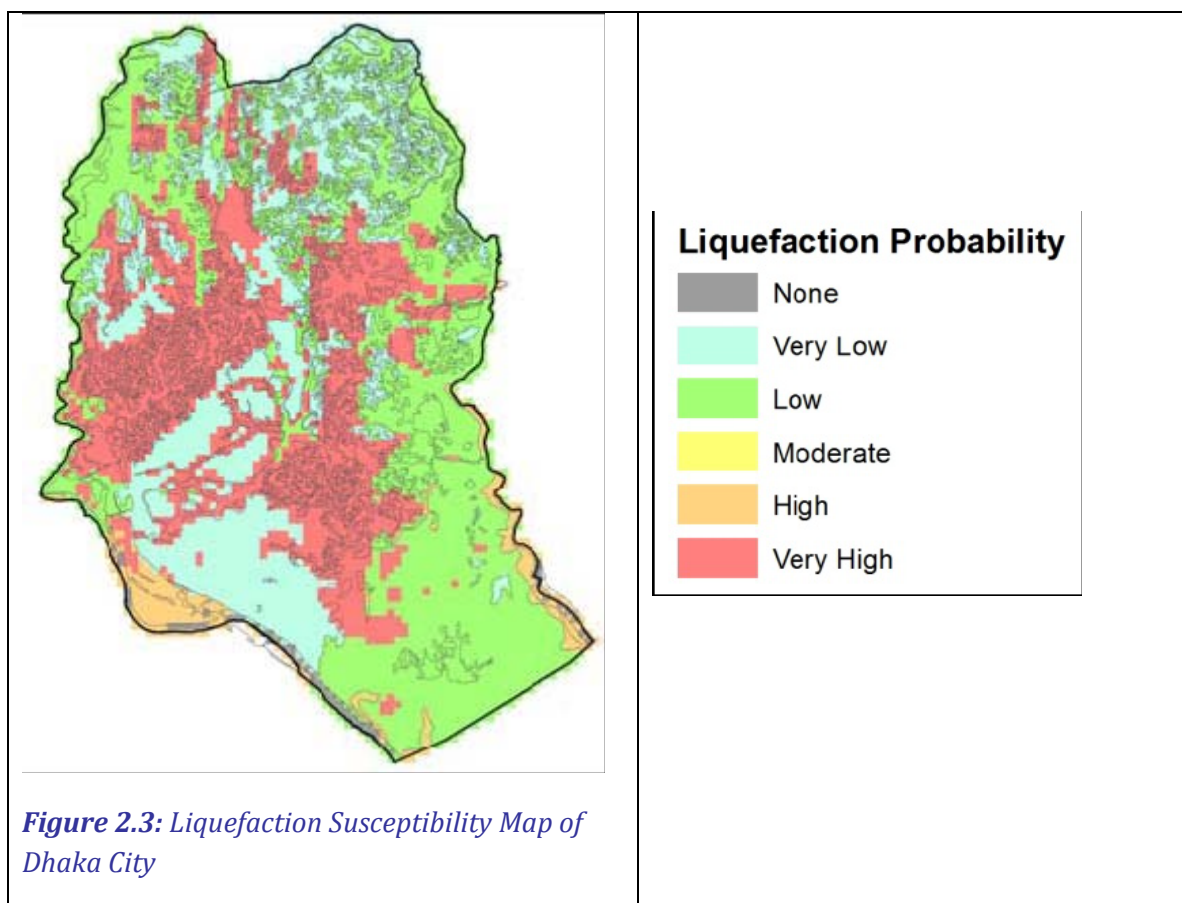 Liquefaction Probability
None
Very Low
Low
Moderate
High
Very High
Figure 2.3: Liquefaction Susceptibility Map of
Dhaka City